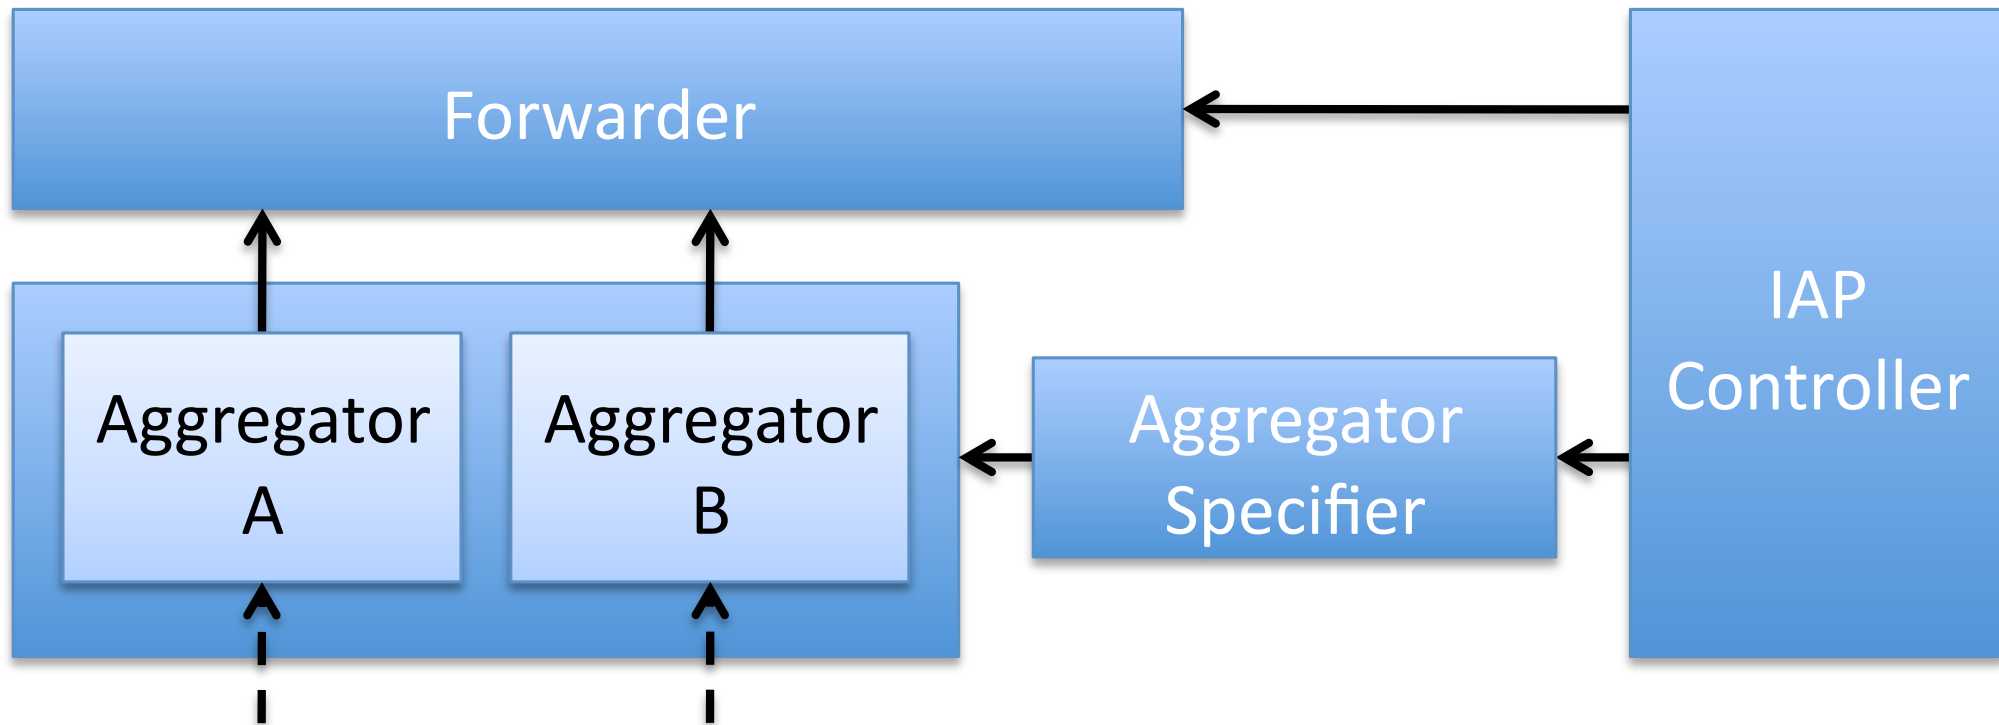 Forwarder
IAP
Controller
Aggregator
A
Aggregator
B
Aggregator
Specifier